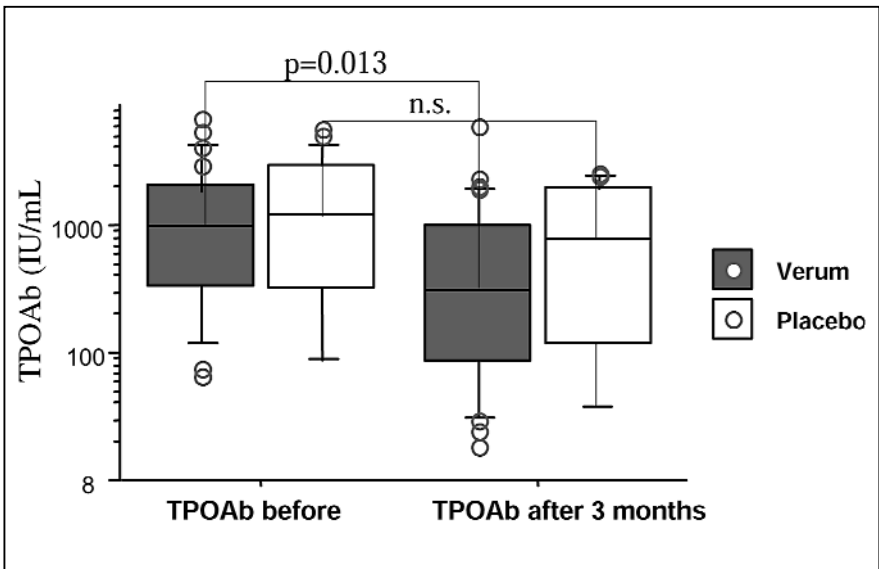 p=0.013
n.s.
TPOAb (IU/mL
1000
100
8
Verum
Placebo
TPOAb before
TPOAb after 3 months